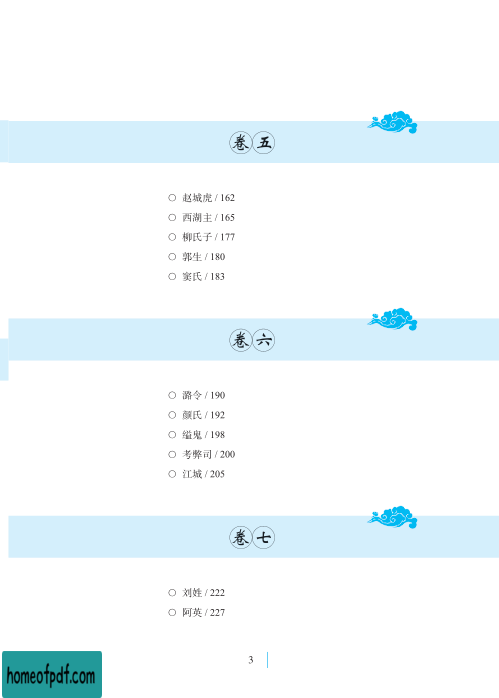 卷五
○ 赵城虎 / 162
○ 西湖主 / 165
○ 柳氏子 / 177
○ 郭生 / 180
○ 窦氏 / 183
卷六
○ 潞令 / 190
○ 颜氏 / 192
○ 缢鬼 / 198
○ 考弊司 / 200
○ 江城 / 205
卷七
○ 刘姓 / 222
○ 阿英 / 227
3
homeofpdf.com